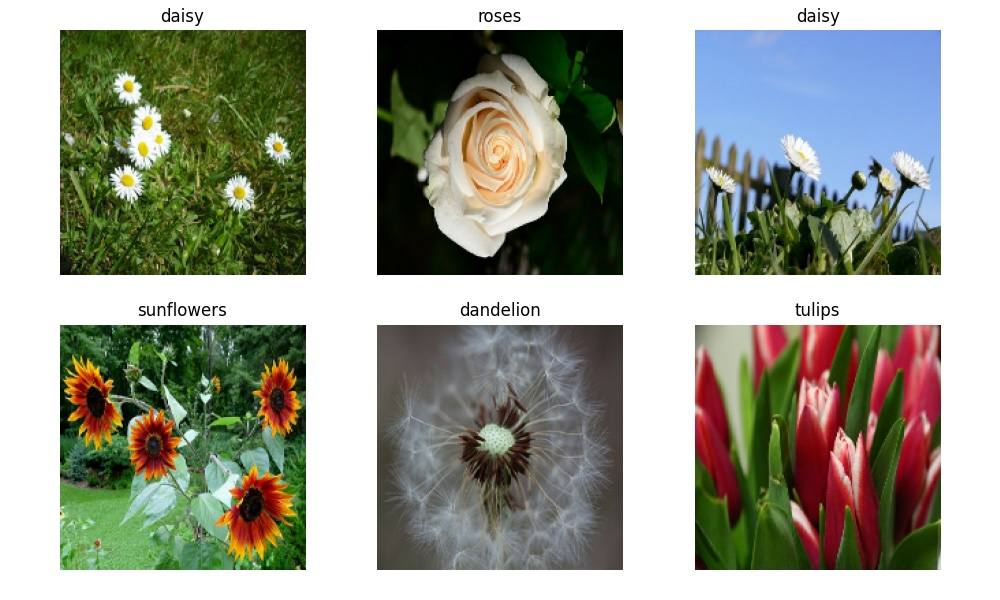 daisy
roses
daisy
sunflowers
dandelion
tulips